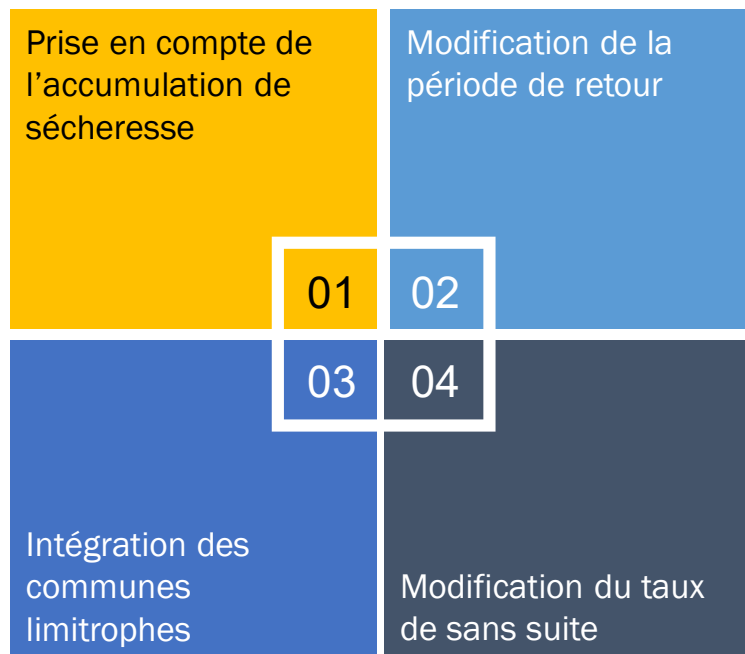 Prise en compte de
l’accumulation de
sécheresse
01
Modification de la
période de retour
02
03
Intégration des
communes
limitrophes
04
Modification du taux
de sans suite